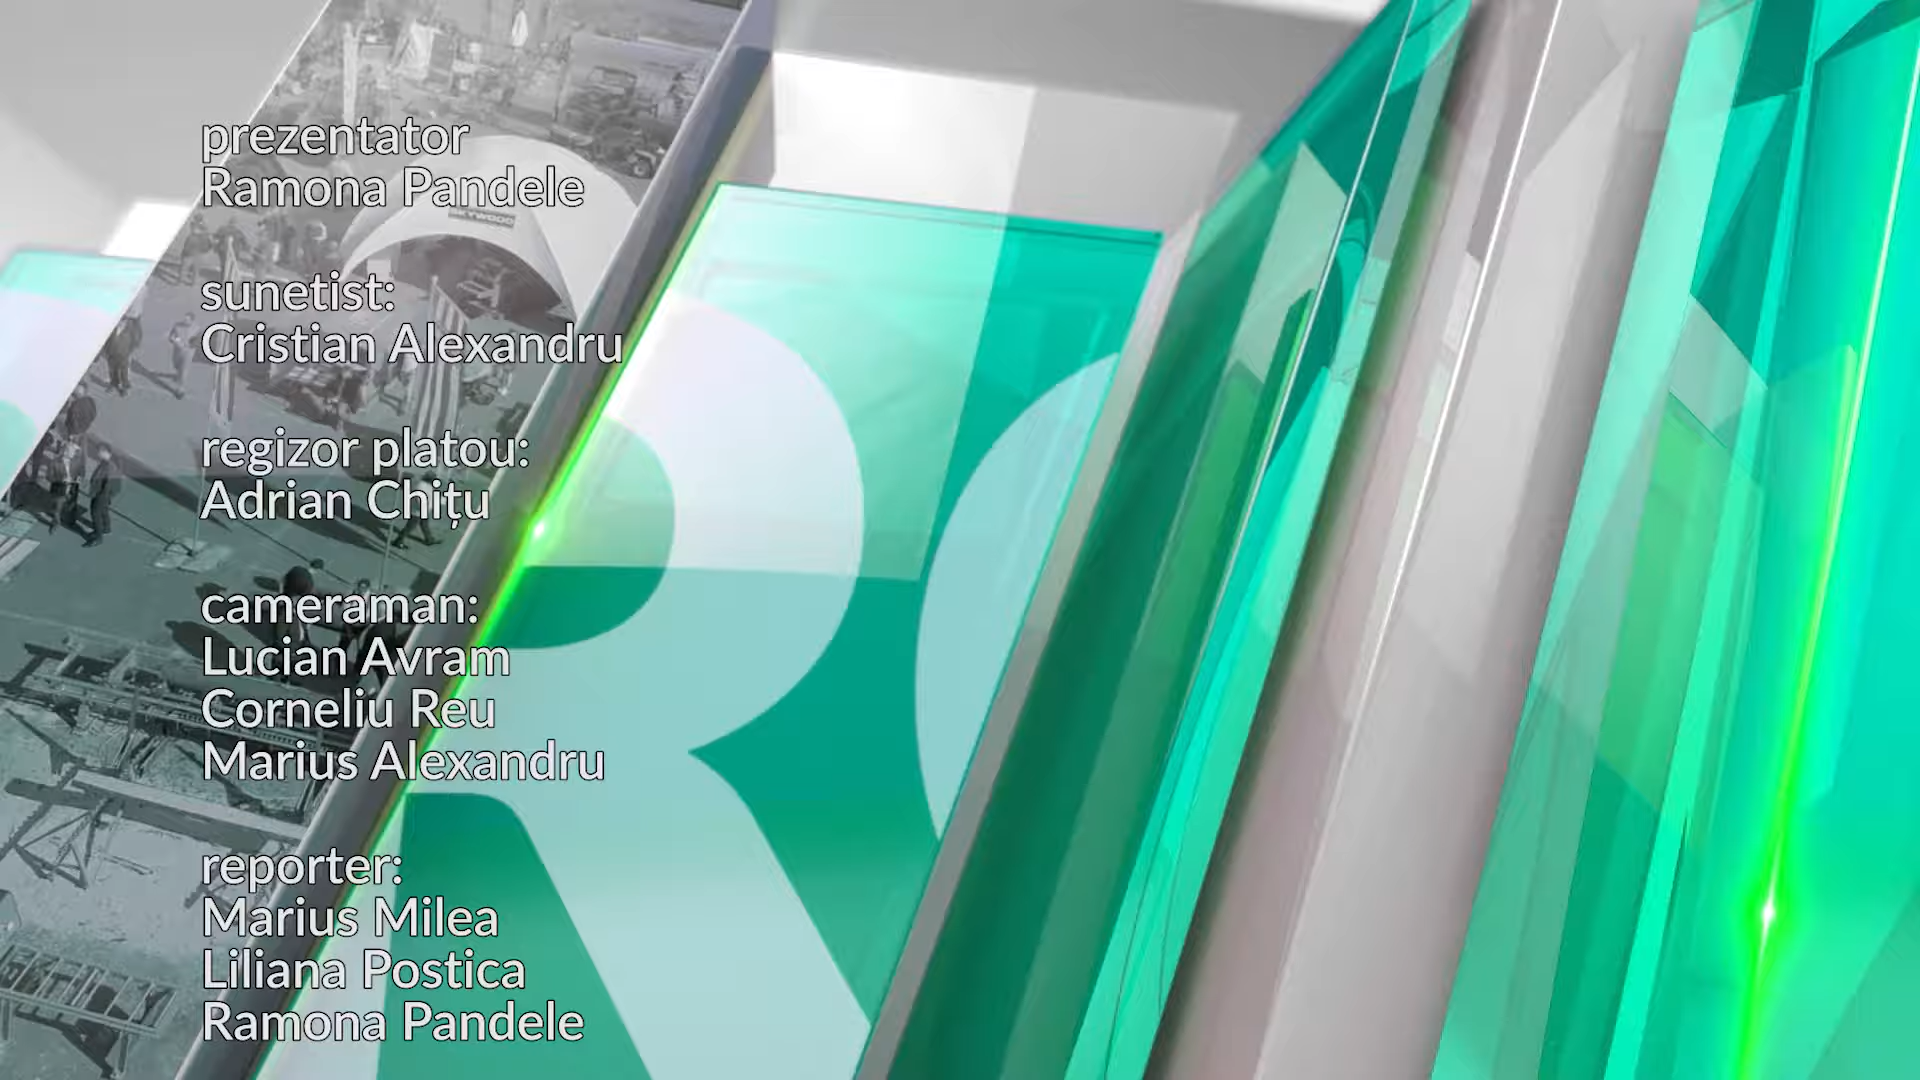 prezentator
Ramona Pandele
sunetist:
Cristian Alexandru
regizor platou:
Adrian Chițu
cameraman:
Lucian Avram
Corneliu Reu
Marius Alexandru
reporter:
Marius Milea
Liliana Postica
Ramona Pandele
SKYWOOD
R